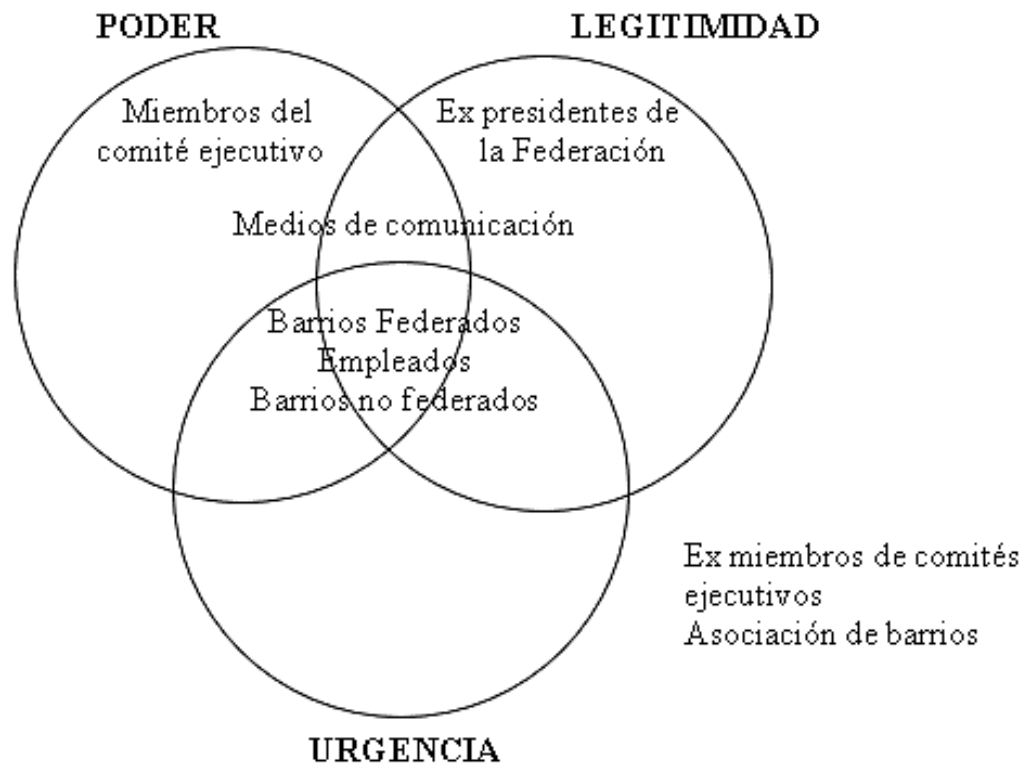 PODER
LEGITIMIDAD
Miembros del
comité ejecutivo
Ex presidentes de
la Federación
Medios de comunicación
Barrios Federados
Empleados
Barrios no federados
Ex miembros de comités
ejecutivos
Asociación de barrios
URGENCIA